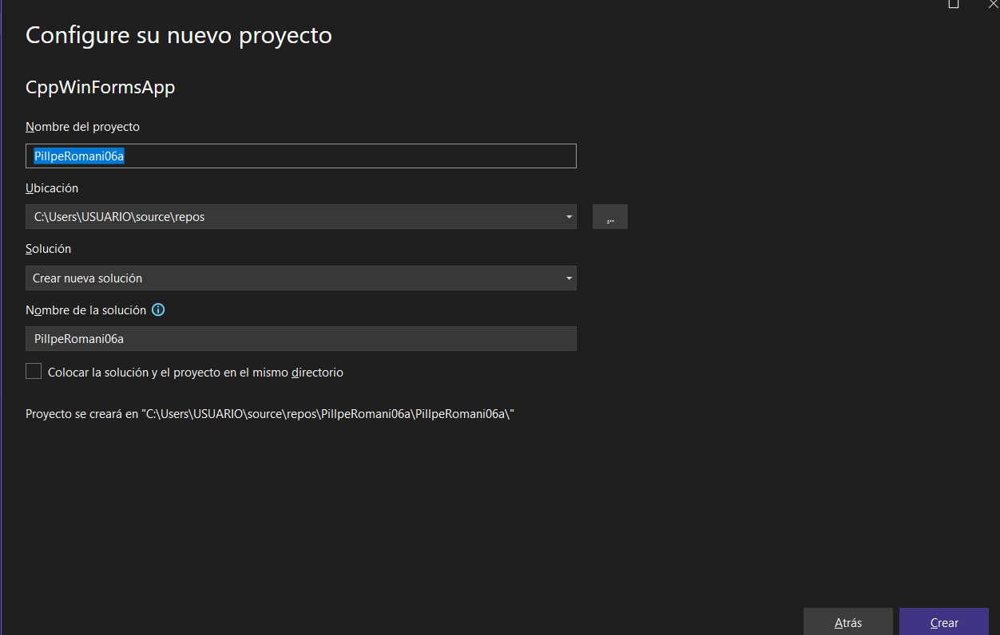 Configure su nuevo proyecto
CppWinFormsApp
Nombre del proyecto
PillpeRomani06a
Ubicación
C:\Users\USUARIO\source\repos
...
Solución
Crear nueva solución
Nombre de la solución
PillpeRomani06a
Colocar la solución y el proyecto en el mismo directorio
Proyecto se creará en "C:\Users\USUARIO\source\repos\PillpeRomani06a\PillpeRomani06a\"
Atrás
Crear